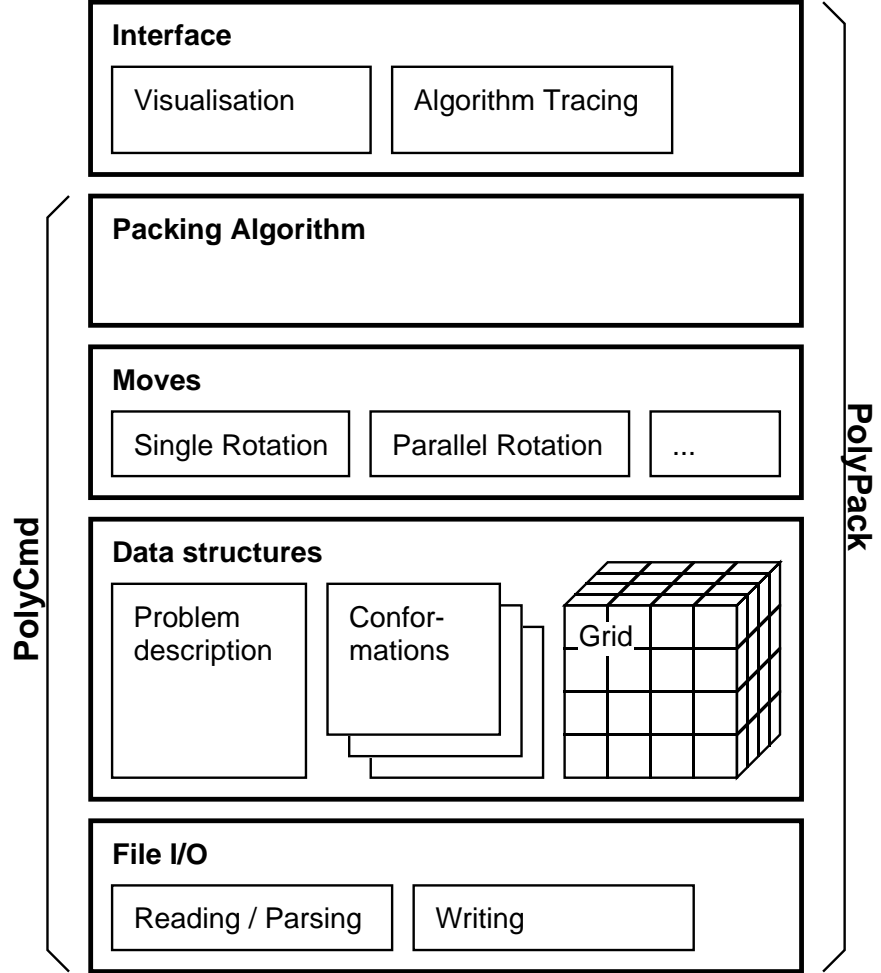 Interface
Visualisation
Algorithm Tracing
Packing Algorithm
Moves
Single Rotation
Parallel Rotation
...
PolyPack
PolyCmd
Data structures
Problem
description
Confor-
mations
Grid
File I/O
Reading / Parsing
Writing